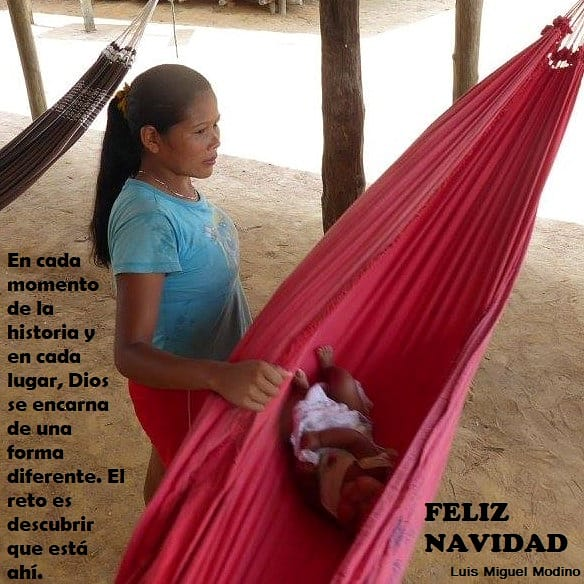 En cada
momento
de la
historia y
en cada
lugar, Dios
se encarna
de una
forma
diferente. El
reto es
descubrir
que está
ahí.
FELIZ
NAVIDAD
Luis Miguel Modino